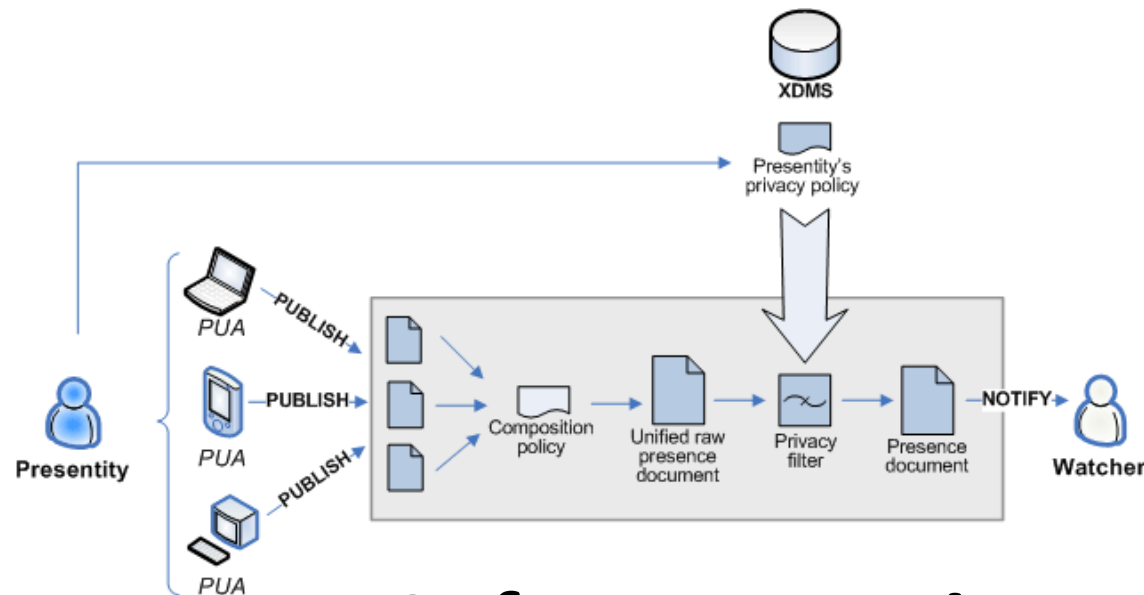 XDMS
Presentity's
privacy policy
PUA
PUBLISH
PUA
PUBLISH
PUA
PUBLISH
Presentity
Composition
policy
Unified raw
presence
document
Privacy
filter
Presence
document
NOTIFY
Watcher